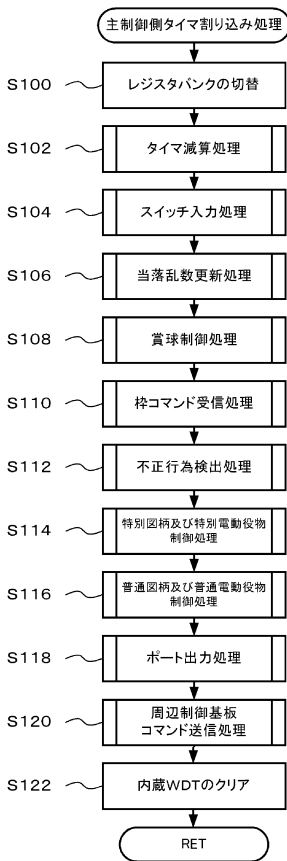 主制御側タイマ割り込み処理
S100
レジスタバンクの切替
S102
タイマ減算処理
S104
スイッチ入力処理
S106
当落乱数更新処理
S108
賞球制御処理
S110
枠コマンド受信処理
S112
不正行為検出処理
S114
特別図柄及び特別電動役物
制御処理
S116
普通図柄及び普通電動役物
制御処理
S118
ポート出力処理
S120
周辺制御基板
コマンド送信処理
S122
内蔵WDTのクリア
RET